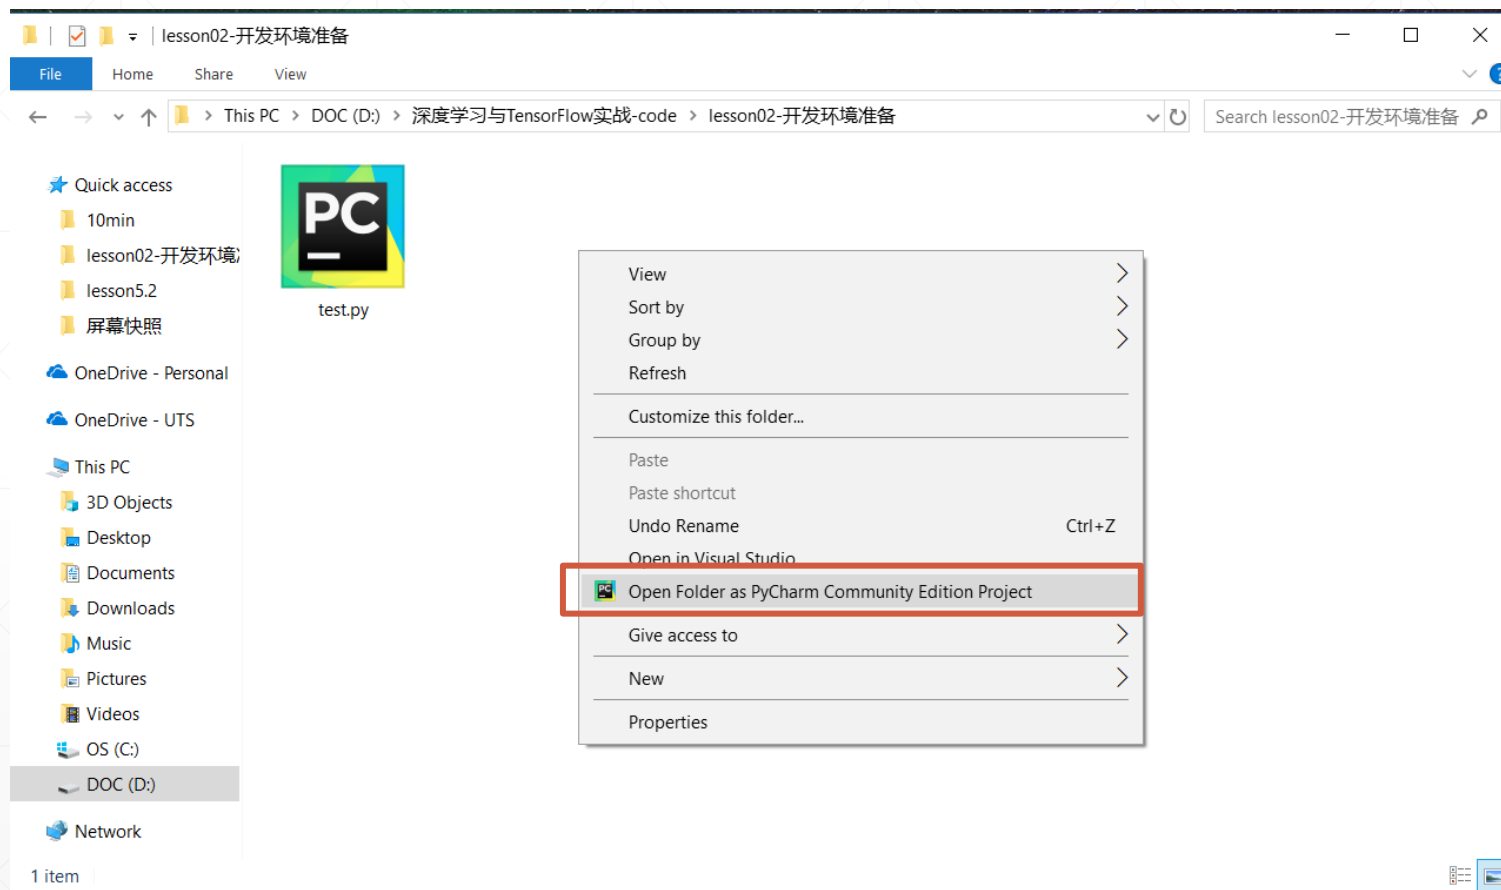 lesson02-开发环境准备
File Home Share View
This PC > DOC (D:) > 深度学习与TensorFlow实战-code > lesson02-开发环境准备
Search lesson02-开发环境准备
Quick access
10min
lesson02-开发环境
lesson5.2
屏幕快照
OneDrive - Personal
OneDrive - UTS
This PC
3D Objects
Desktop
Documents
Downloads
Music
Pictures
Videos
OS (C:)
DOC (D:)
Network
PC
test.py
View
Sort by
Group by
Refresh
Customize this folder...
Paste
Paste shortcut
Undo Rename Ctrl+Z
Open in Visual Studio
PC Open Folder as PyCharm Community Edition Project
Give access to
New
Properties
1 item